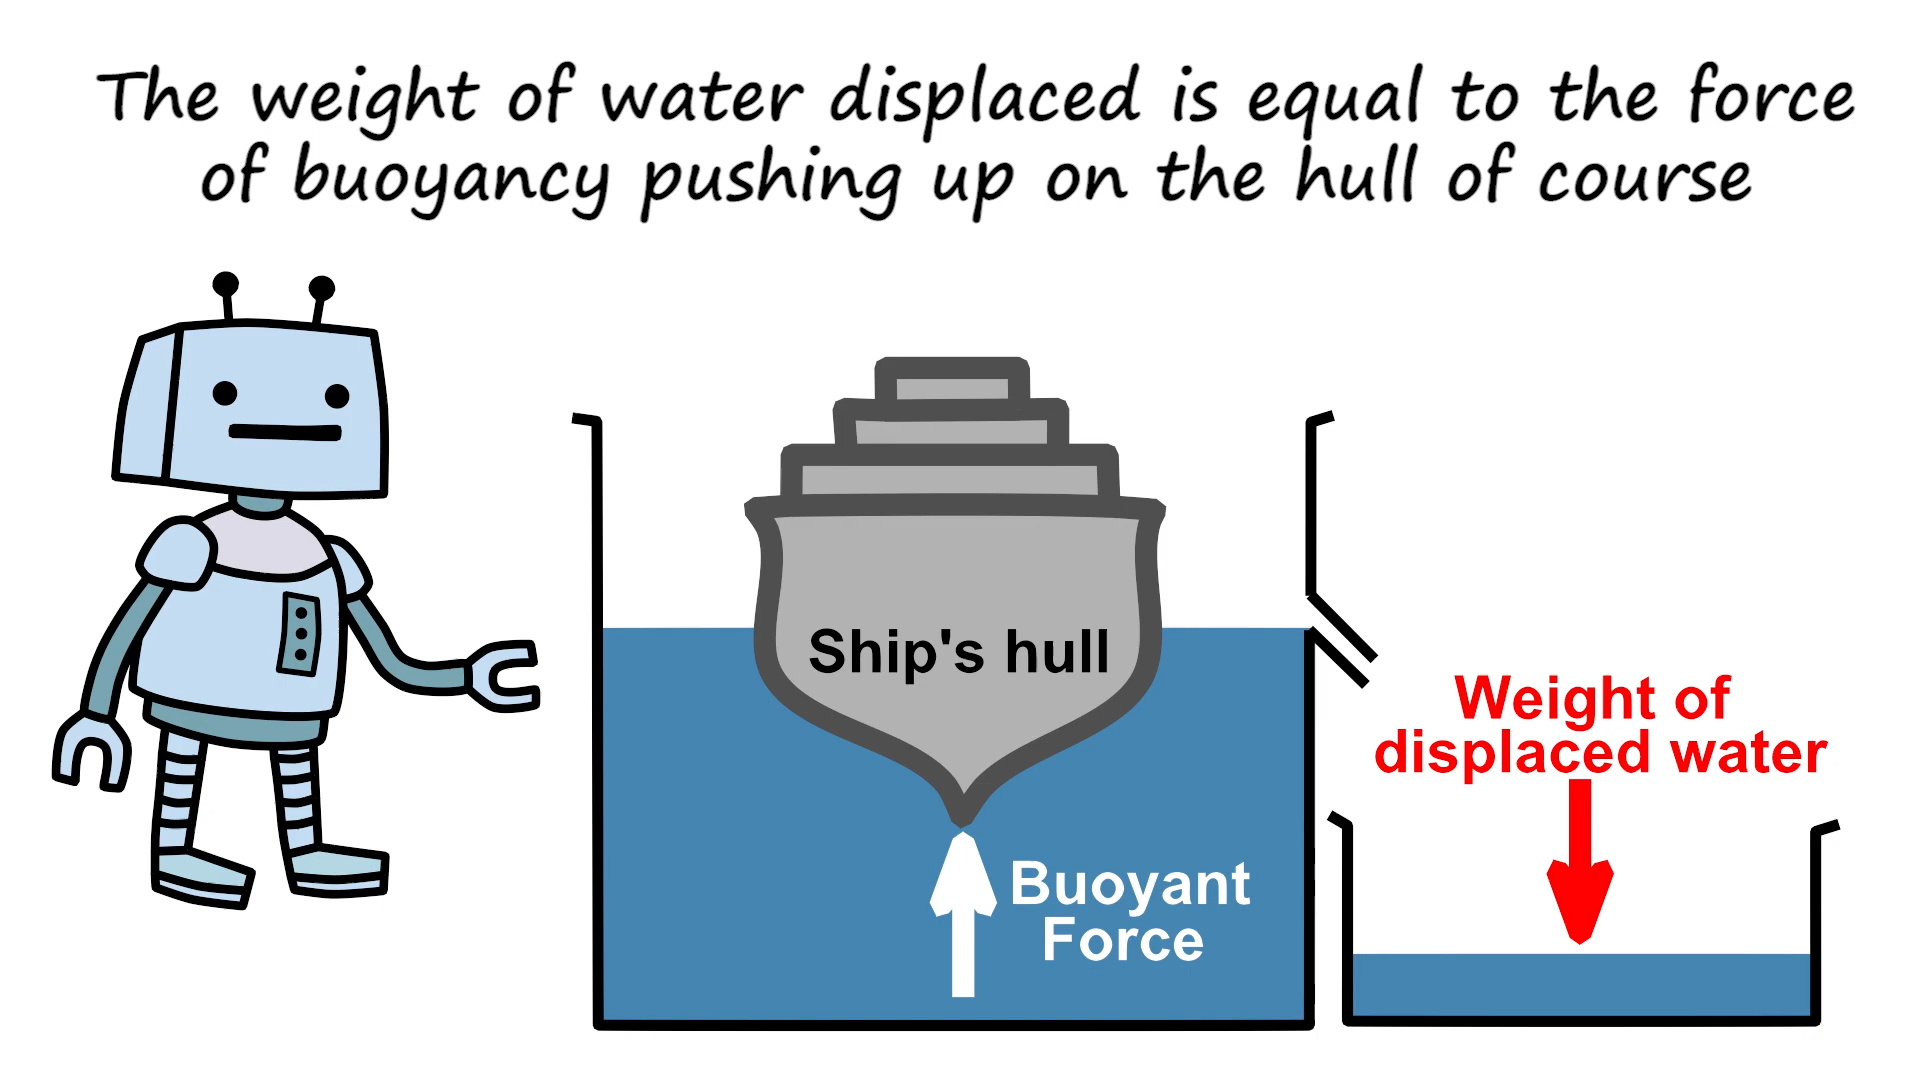 The weight of water displaced is equal to the force
of buoyancy pushing up on the hull of course
Ship's hull
Weight of
displaced water
Buoyant
Force